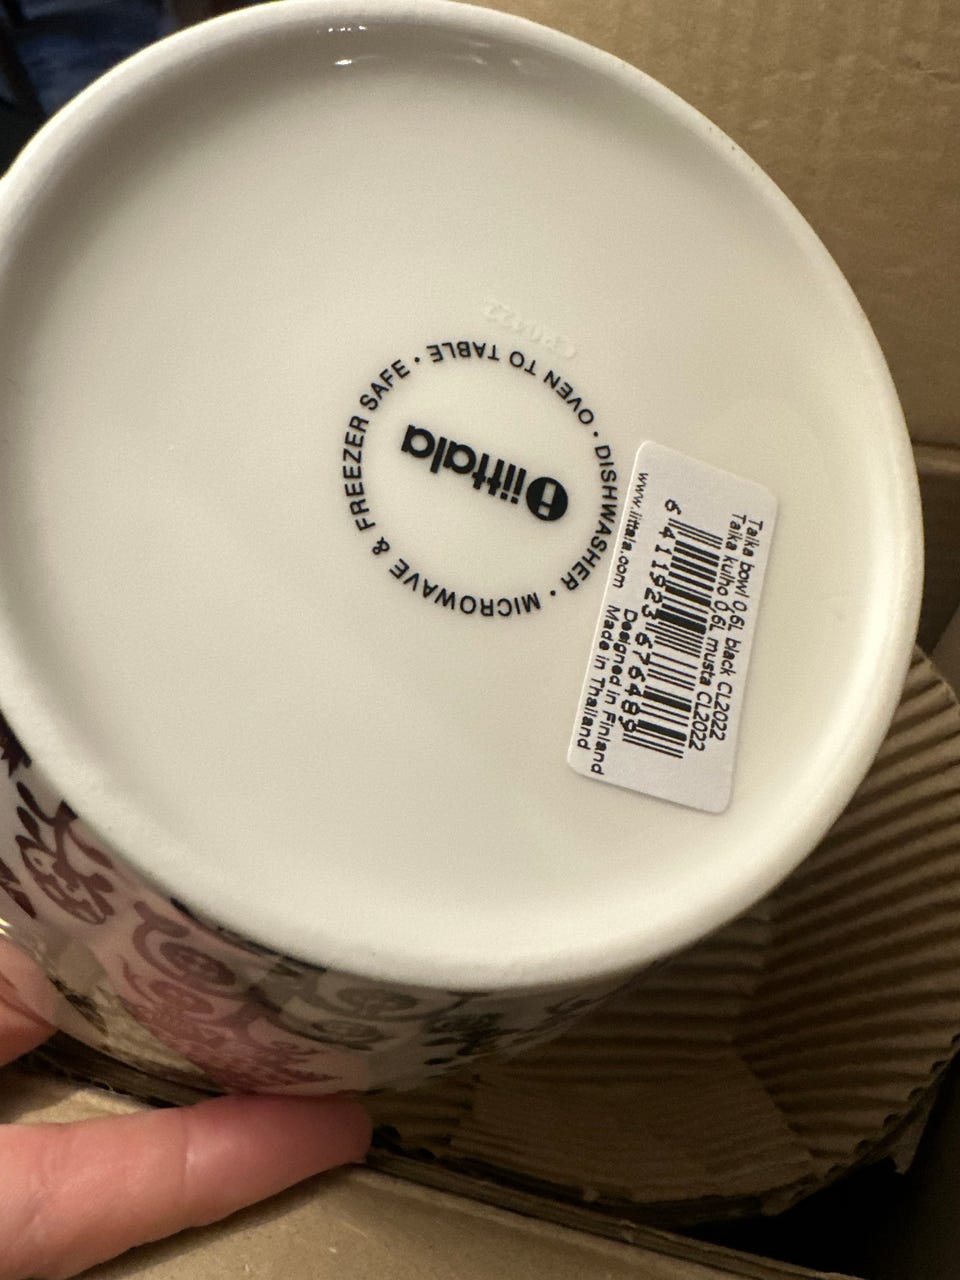 iittala
OVEN TO TABLE • DISHWASHER • MICROWAVE & FREEZER SAFE •
Taika bowl 0,6L black CL2022
Taika kulho 0,6L musta CL2022
6 411923 676489
www.iittala.com
Designed in Finland
Made in Thailand